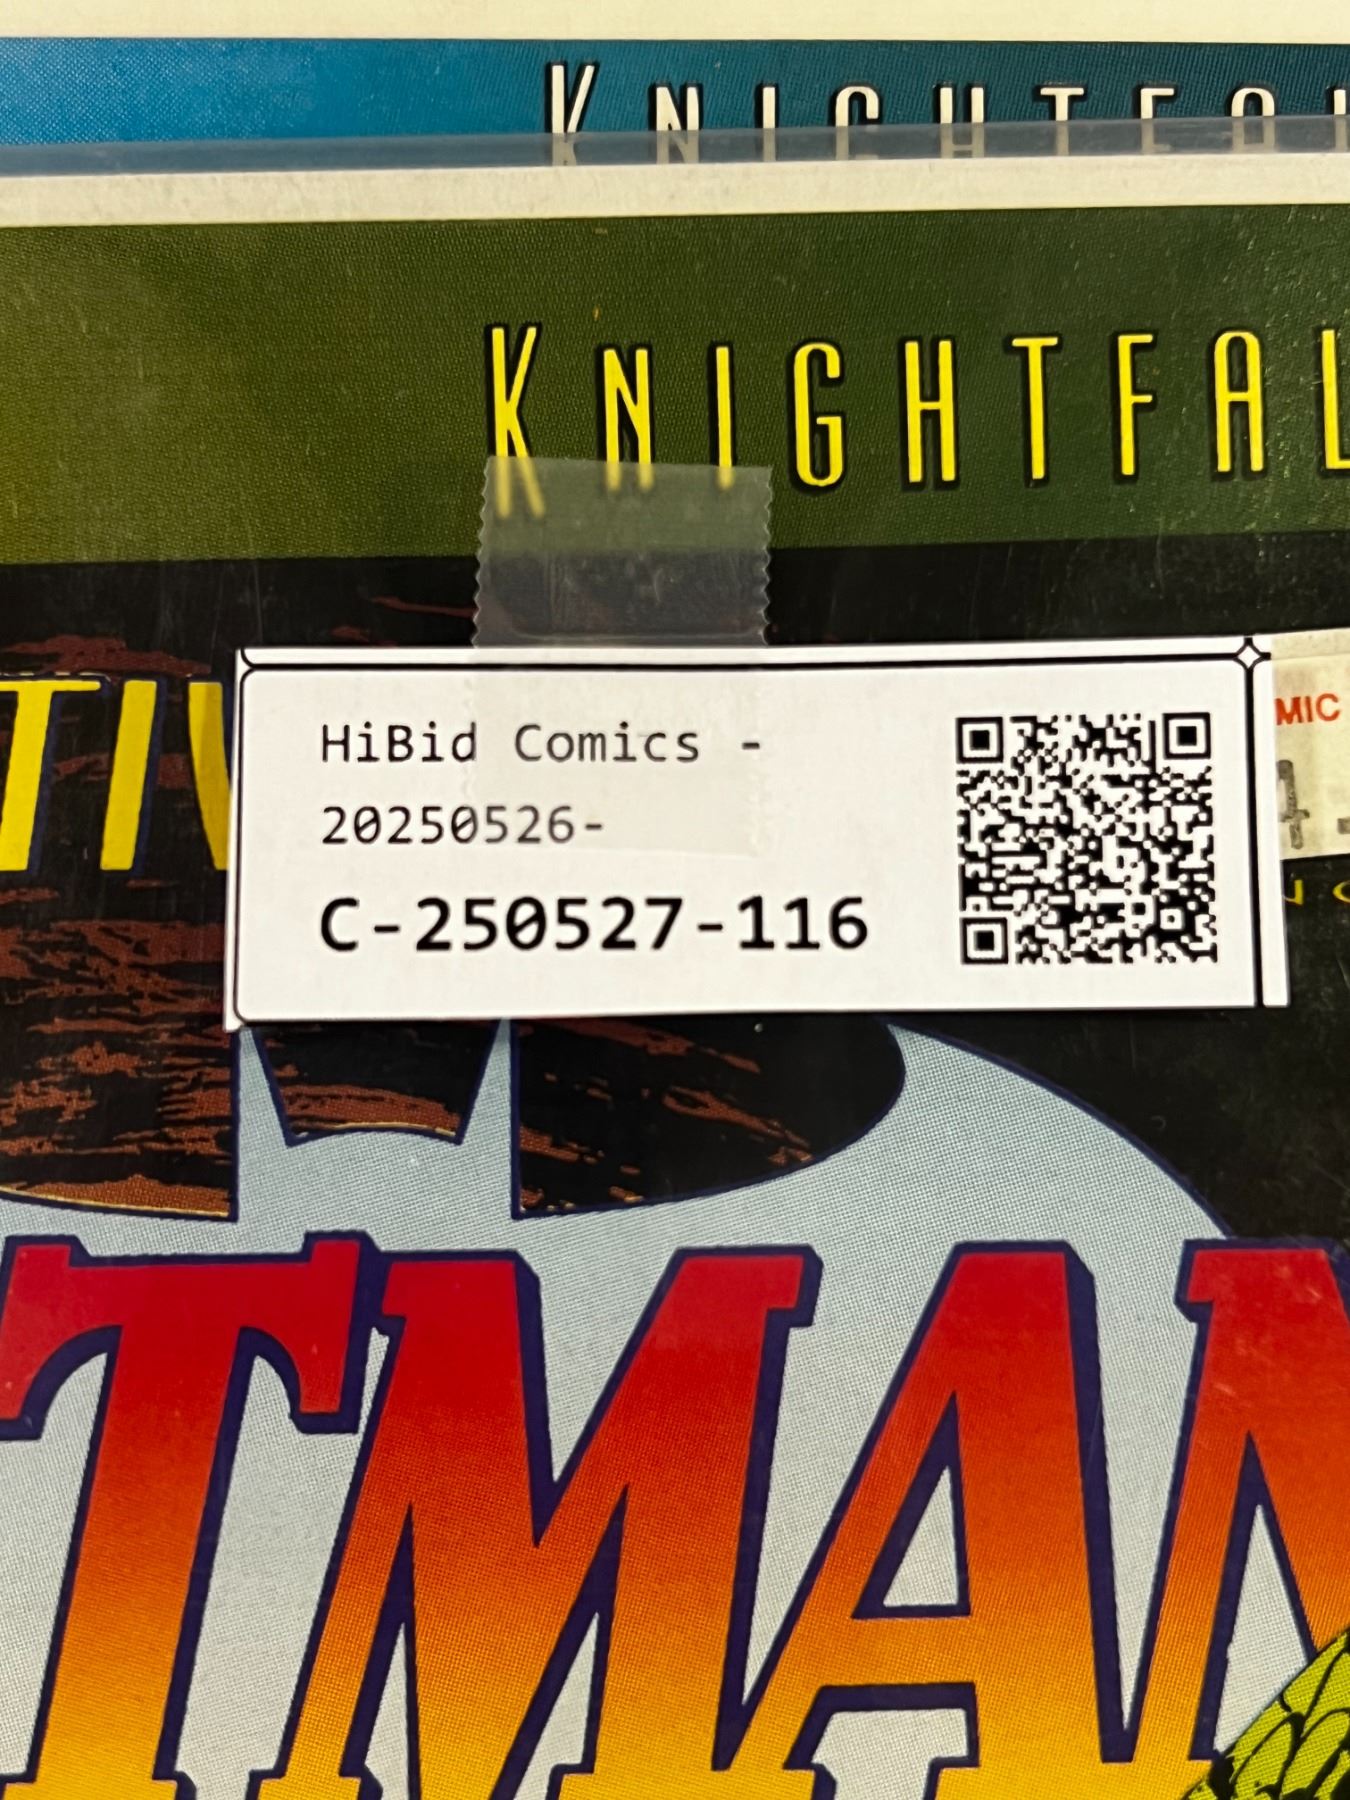 KNIGHTFAL
KNIGHTFAL
TIV
MIC
HiBid Comics -
20250526-
C-250527-116
TMAN